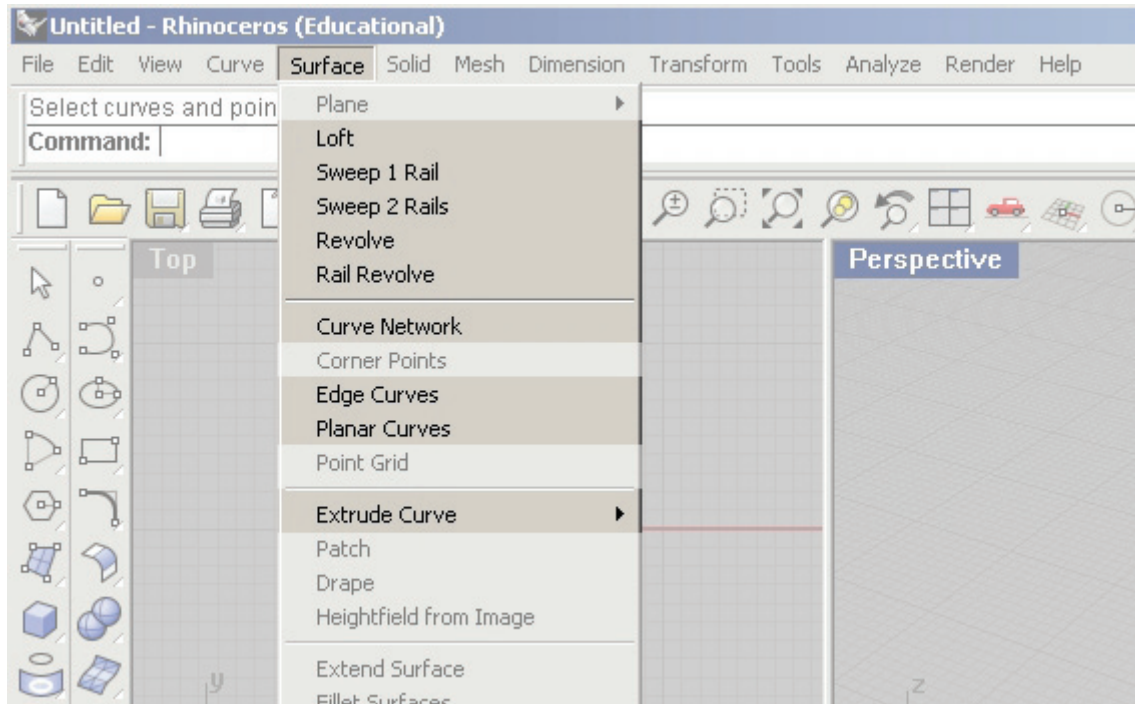 Untitled - Rhinoceros (Educational)
File Edit View Curve Surface Solid Mesh Dimension Transform Tools Analyze Render Help
Select curves and poin
Command:
Plane
Loft
Sweep 1 Rail
Sweep 2 Rails
Revolve
Rail Revolve
Curve Network
Corner Points
Edge Curves
Planar Curves
Point Grid
Extrude Curve
Patch
Drape
Heightfield from Image
Extend Surface
Fillet Surfaces
Top
y
Perspective
z